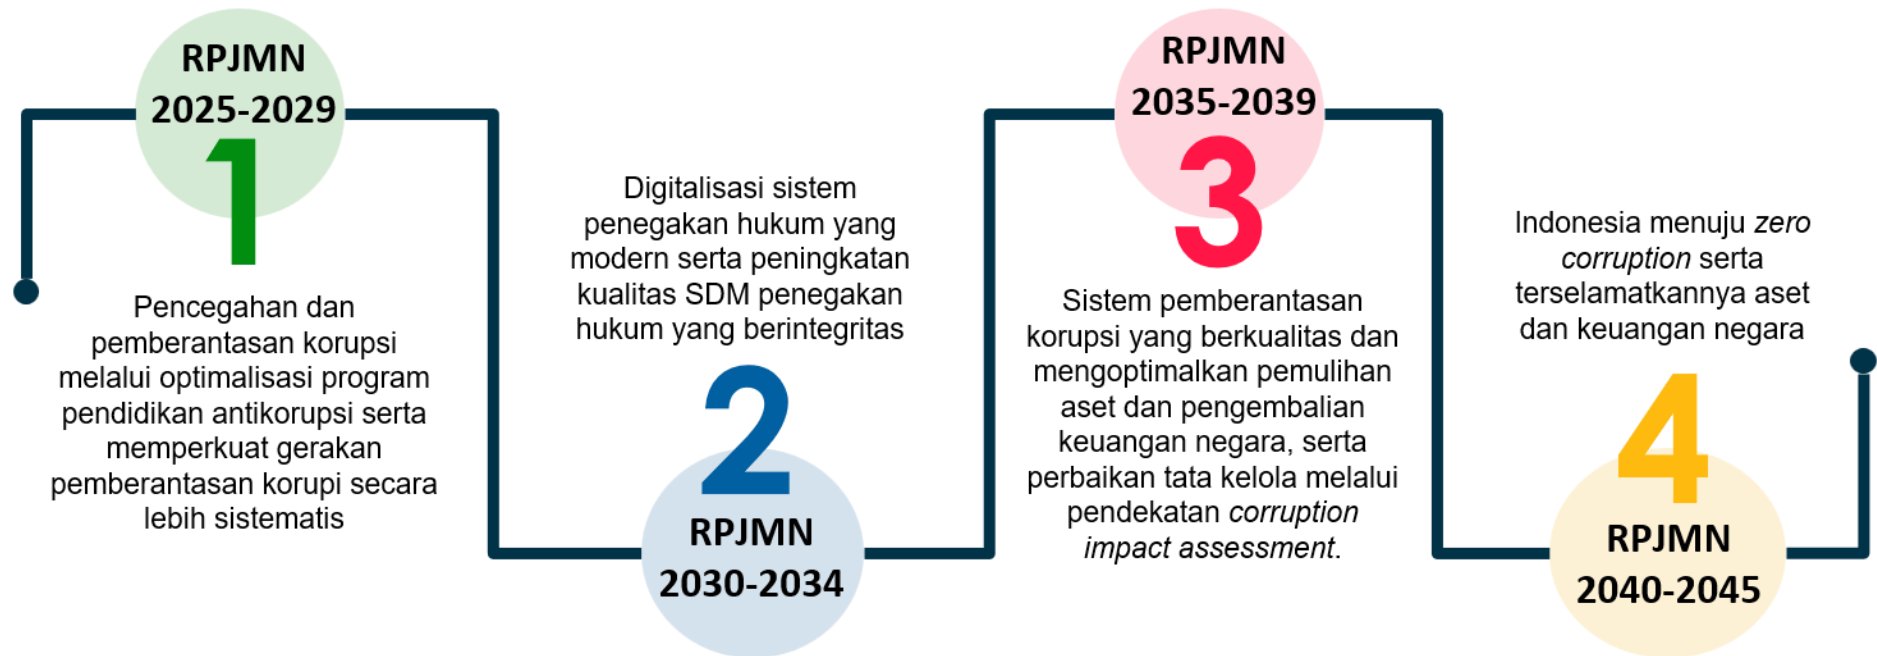 RPJMN
2025-2029
1
Pencegahan dan
pemberantasan korupsi
melalui optimalisasi program
pendidikan antikorupsi serta
memperkuat gerakan
pemberantasan korupi secara
lebih sistematis
Digitalisasi sistem
penegakan hukum yang
modern serta peningkatan
kualitas SDM penegakan
hukum yang berintegritas
2
RPJMN
2030-2034
RPJMN
2035-2039
3
Sistem pemberantasan
korupsi yang berkualitas dan
mengoptimalkan pemulihan
aset dan pengembalian
keuangan negara, serta
perbaikan tata kelola melalui
pendekatan corruption
impact assessment.
Indonesia menuju zero
corruption serta
terselamatkannya aset
dan keuangan negara
4
RPJMN
2040-2045